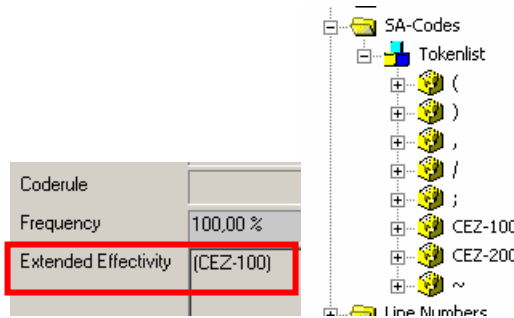 SA-Codes
Tokenlist
(
)
,
/
;
CEZ-100
CEZ-200
~
Line Numbers
Coderule
Frequency 100,00 %
Extended Effectivity (CEZ-100)